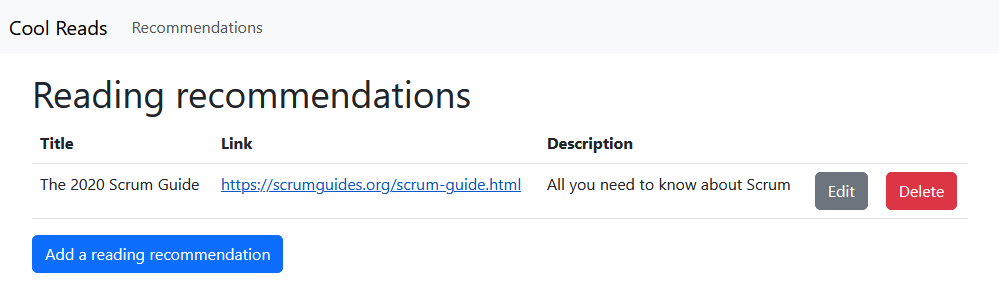 Cool Reads Recommendations
Reading recommendations
Title Link Description
The 2020 Scrum Guide https://scrumguides.org/scrum-guide.html All you need to know about Scrum Edit Delete
Add a reading recommendation